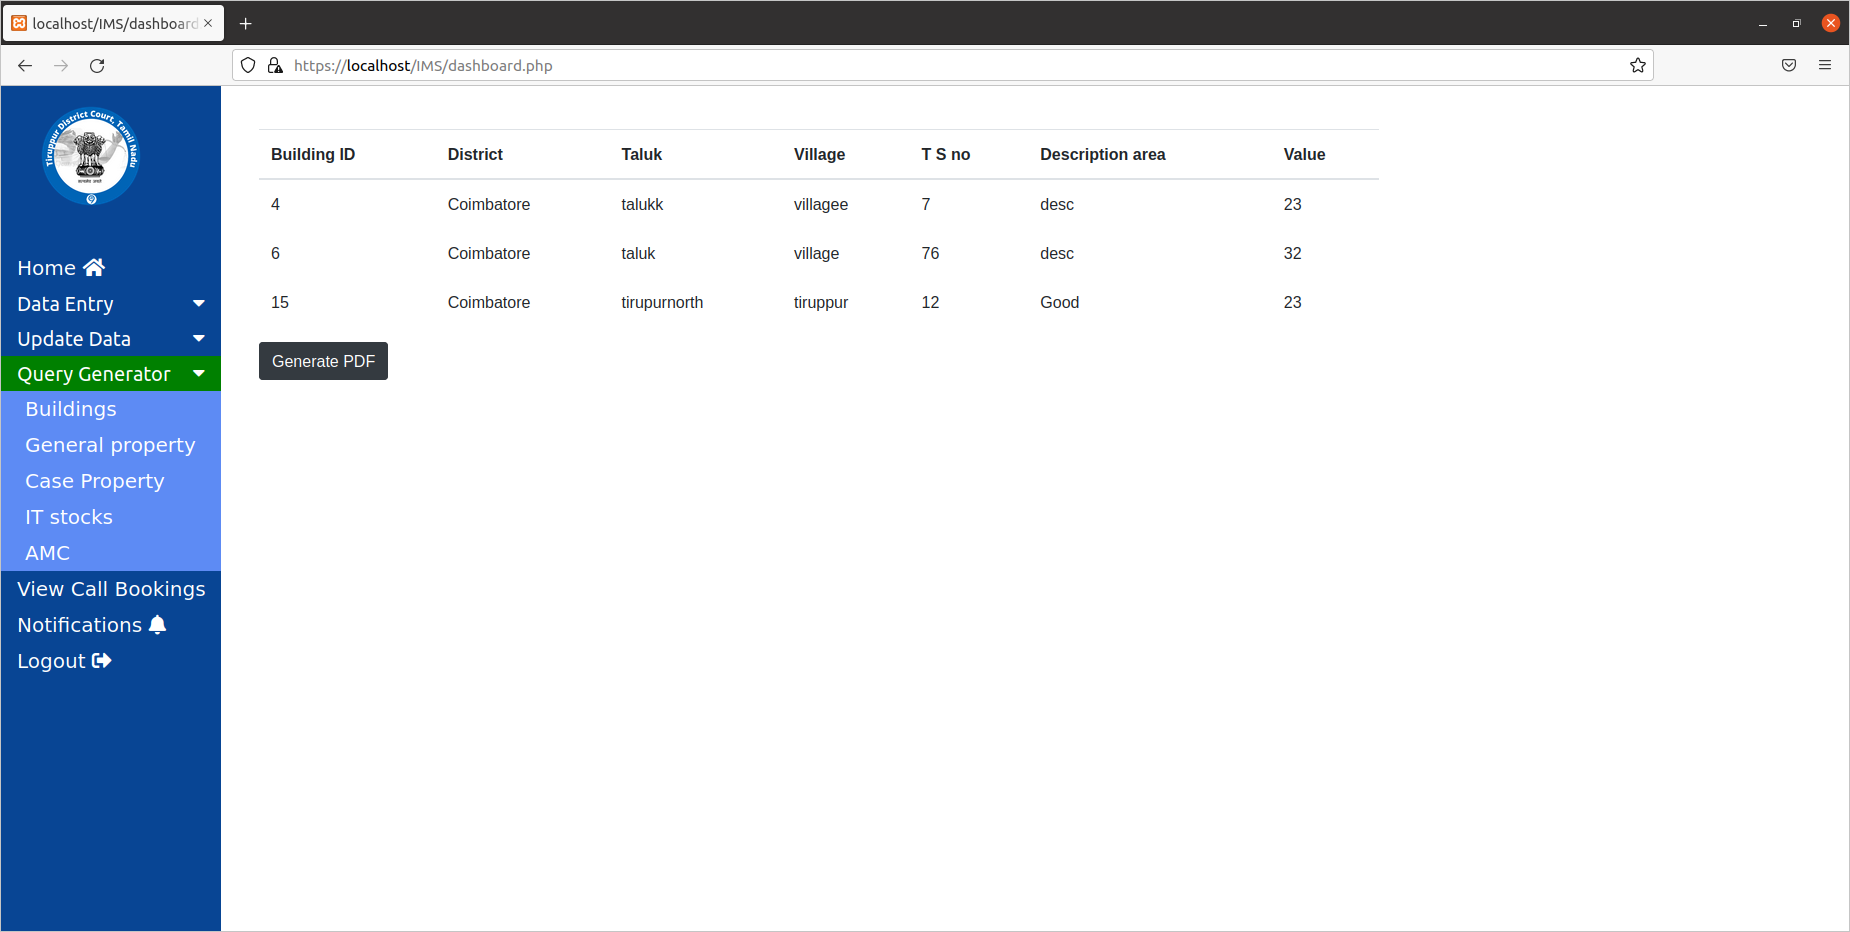 localhost/IMS/dashboard
https://localhost/IMS/dashboard.php
Tiruppur District Court, Tamil Nadu
Home
Data Entry
Update Data
Query Generator
Buildings
General property
Case Property
IT stocks
AMC
View Call Bookings
Notifications
Logout
Building ID District Taluk Village T S no Description area Value
4 Coimbatore talukk villagee 7 desc 23
6 Coimbatore taluk village 76 desc 32
15 Coimbatore tirupurnorth tiruppur 12 Good 23
Generate PDF